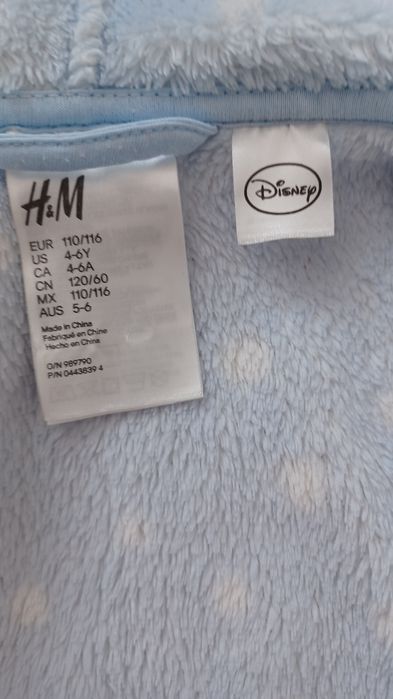 H&M
EUR 110/116
US 4-6Y
CA 4-6A
CN 120/60
MX 110/116
AUS 5-6
Made in China
Fabriqué en Chine
Hecho en China
O/N 989790
P/N 0443839 4
Disney